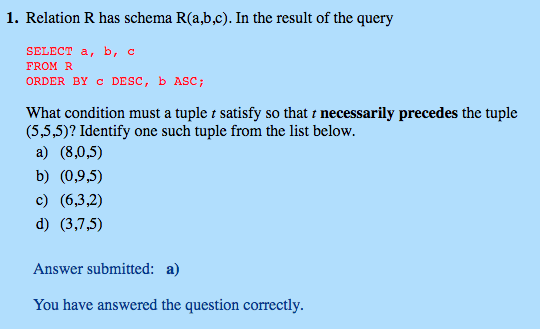 1. Relation R has schema R(a,b,c). In the result of the query
SELECT a, b, c
FROM R
ORDER BY c DESC, b ASC;
What condition must a tuple t satisfy so that t necessarily precedes the tuple
(5,5,5)? Identify one such tuple from the list below.
a) (8,0,5)
b) (0,9,5)
c) (6,3,2)
d) (3,7,5)
Answer submitted: a)
You have answered the question correctly.